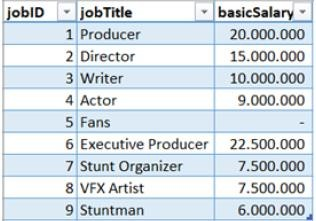 jobID jobTitle basicSalary
1 Producer 20.000.000
2 Director 15.000.000
3 Writer 10.000.000
4 Actor 9.000.000
5 Fans -
6 Executive Producer 22.500.000
7 Stunt Organizer 7.500.000
8 VFX Artist 7.500.000
9 Stuntman 6.000.000